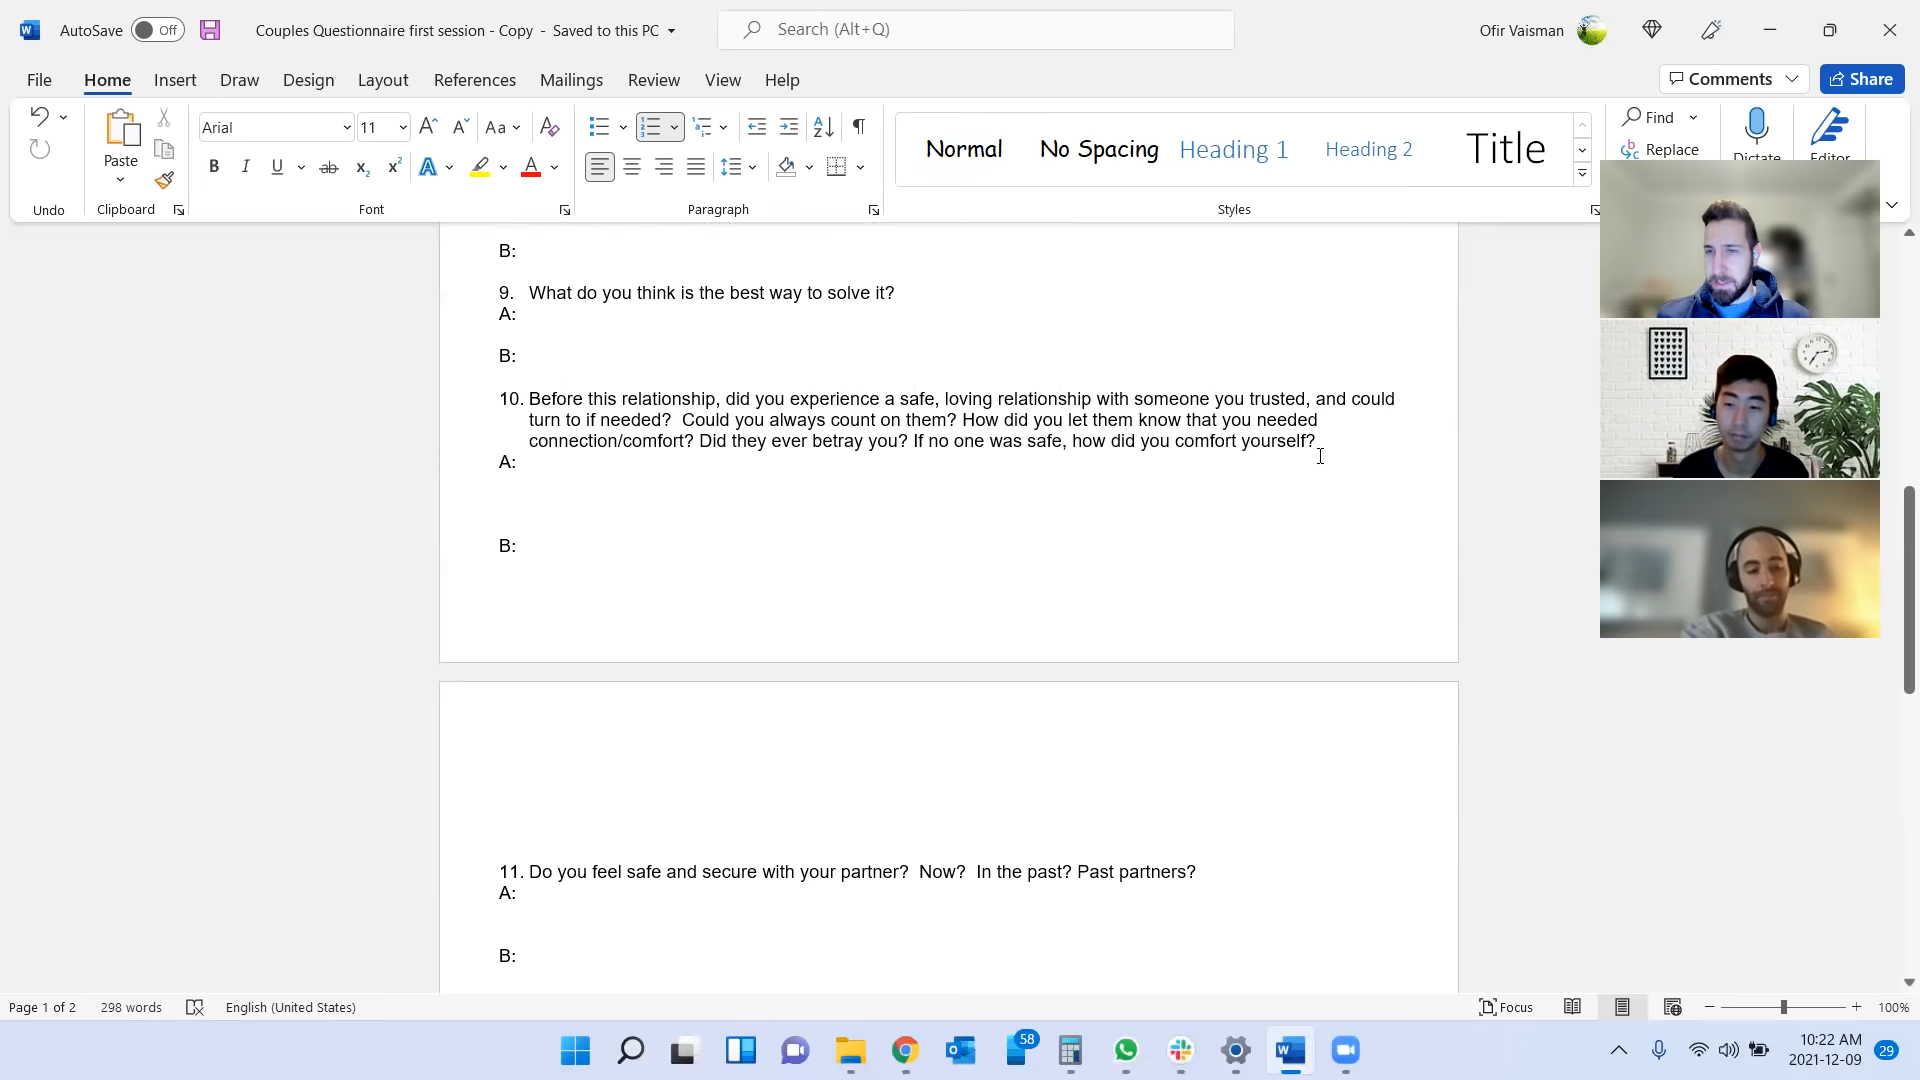 AutoSave Off Couples Questionnaire first session - Copy - Saved to this PC Search (Alt+Q) Ofir Vaisman
File Home Insert Draw Design Layout References Mailings Review View Help Comments Share
Arial 11 Aa Find
Paste Normal No Spacing Heading 1 Heading 2 Title Replace Dictate Editor
B I U ab x2 x2 A A
Undo Clipboard Font Paragraph Styles
B:
9. What do you think is the best way to solve it?
A:
B:
10. Before this relationship, did you experience a safe, loving relationship with someone you trusted, and could
turn to if needed?  Could you always count on them? How did you let them know that you needed
connection/comfort? Did they ever betray you? If no one was safe, how did you comfort yourself?
A:
B:
11. Do you feel safe and secure with your partner?  Now?  In the past? Past partners?
A:
B:
Page 1 of 2 298 words English (United States) Focus 100%
58 10:22 AM
2021-12-09 29